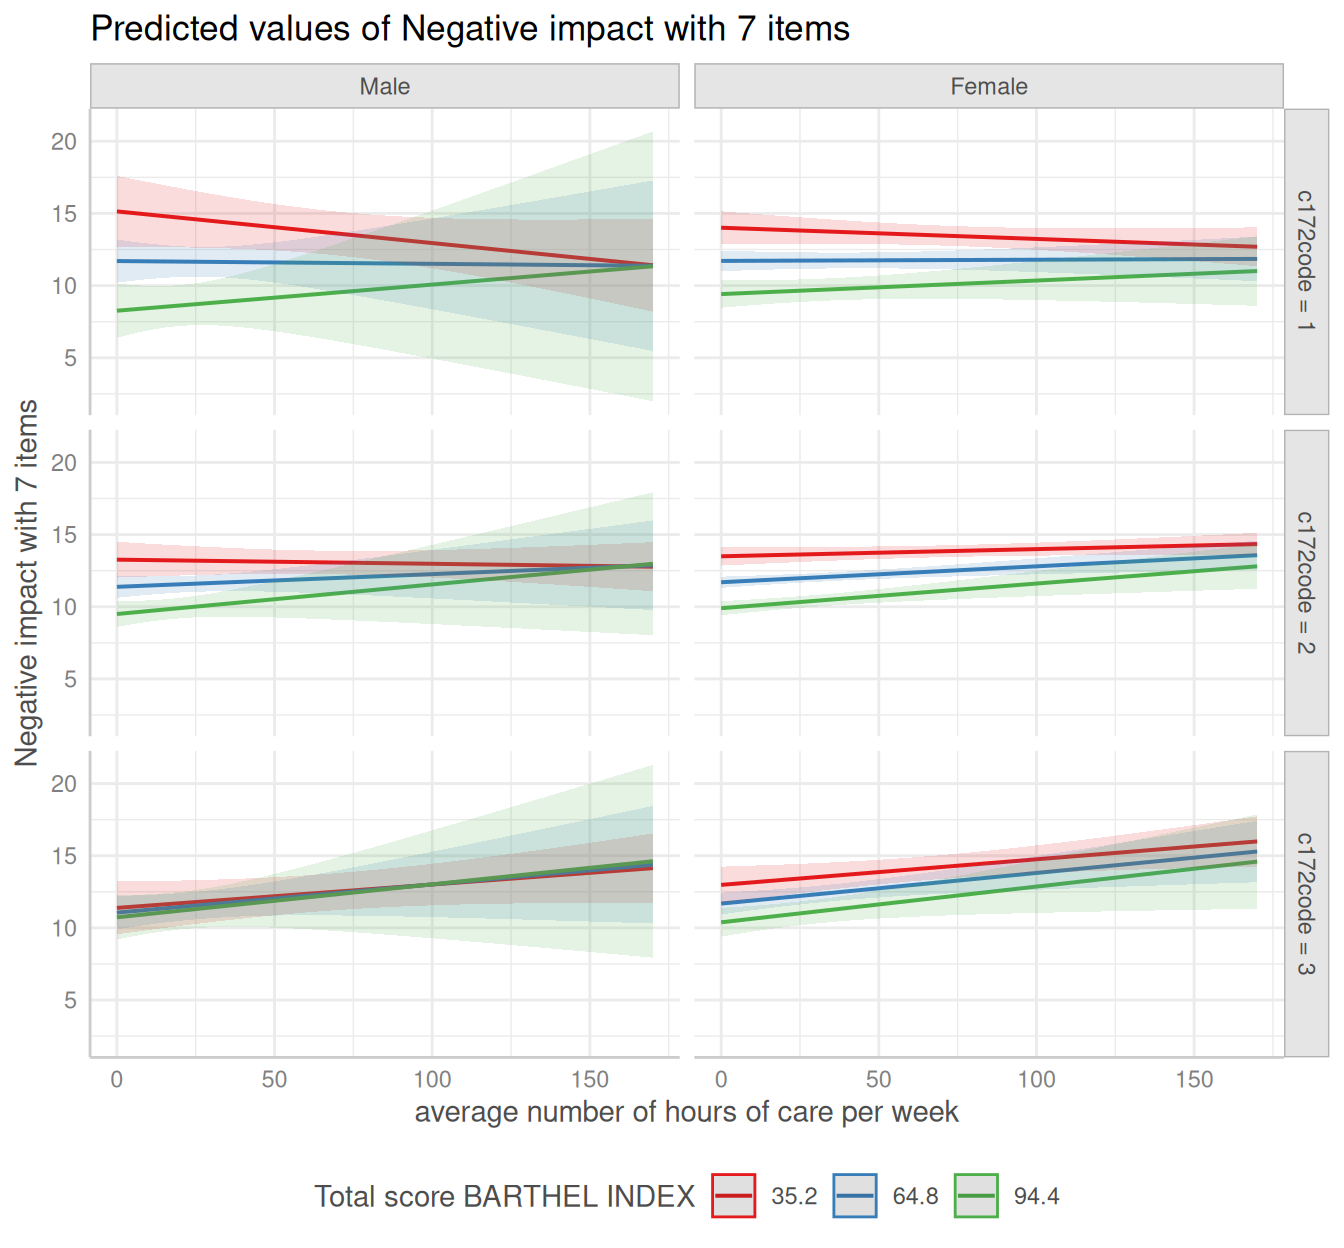 Predicted values of Negative impact with 7 items
Male
Female
20
15
10
5
c172code = 1
20
15
10
5
c172code = 2
20
15
10
5
c172code = 3
Negative impact with 7 items
0 50 100 150
0 50 100 150
average number of hours of care per week
Total score BARTHEL INDEX 35.2 64.8 94.4